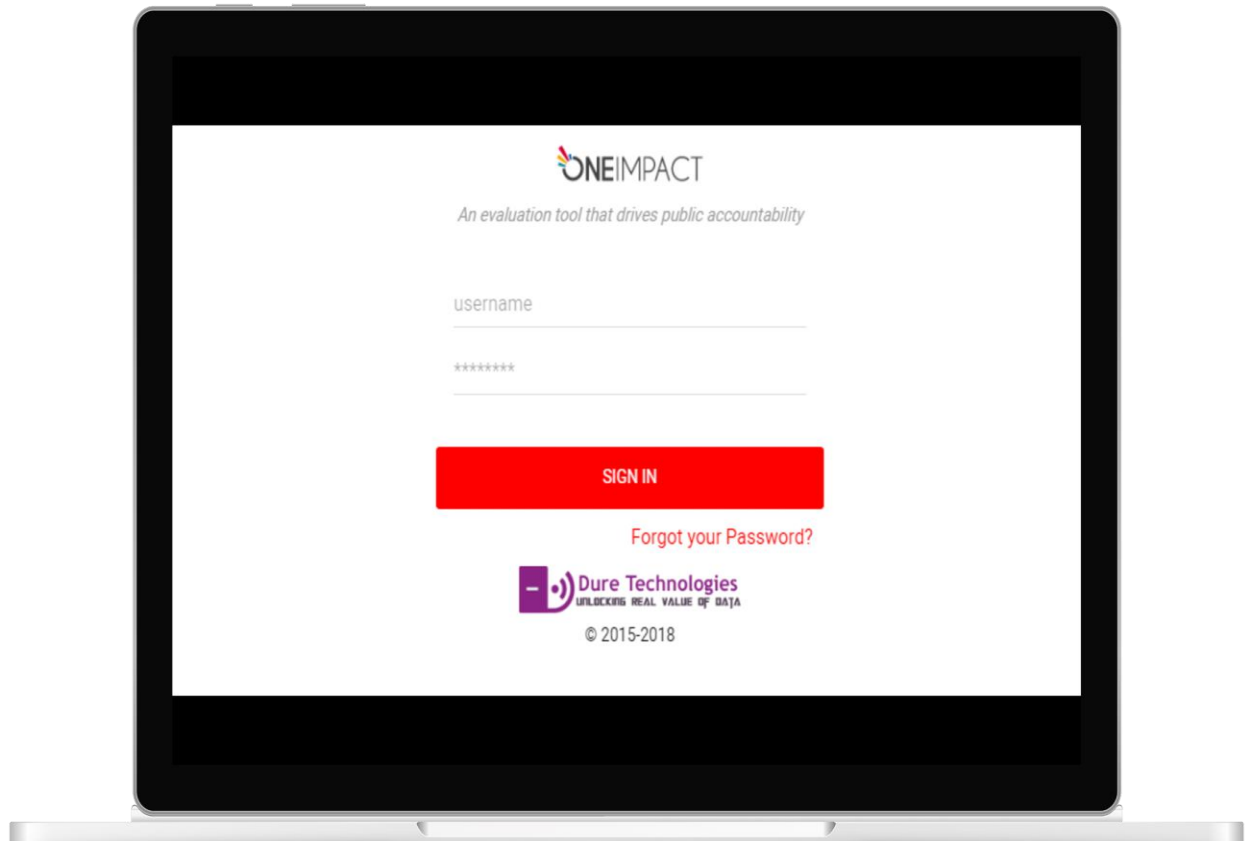 ONEIMPACT
An evaluation tool that drives public accountability
username
********
SIGN IN
Forgot your Password?
Dure Technologies
UNLOCKING REAL VALUE OF DATA
© 2015-2018